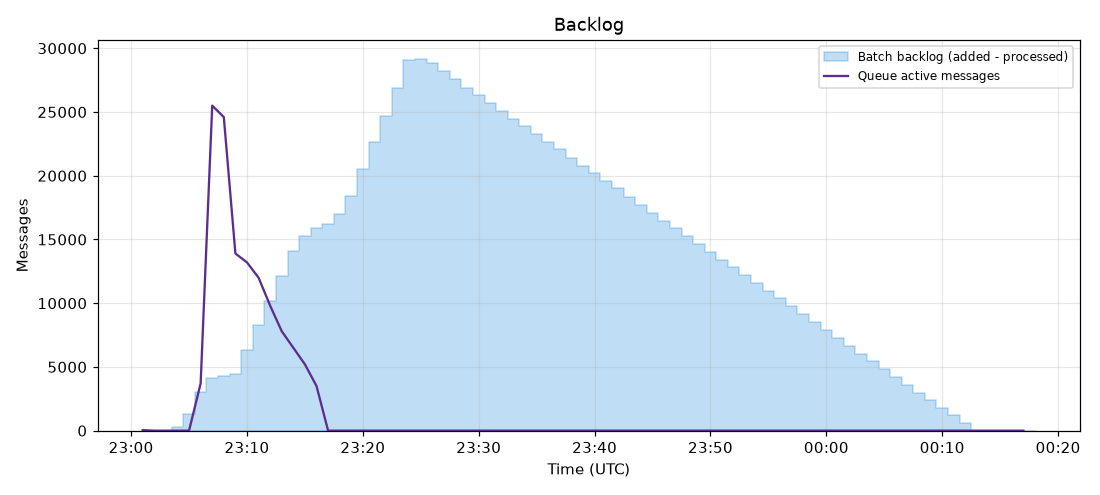 Backlog
30000
25000
20000
15000
10000
5000
0
Messages
Batch backlog (added - processed)
Queue active messages
23:00 23:10 23:20 23:30 23:40 23:50 00:00 00:10 00:20
Time (UTC)